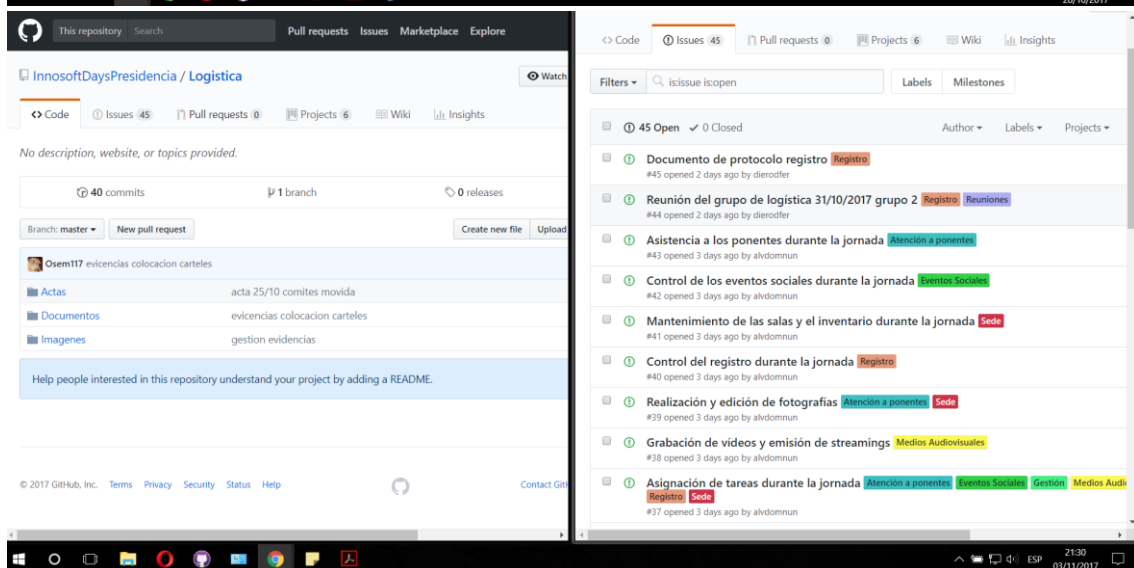 20/10/2017
This repository Search Pull requests Issues Marketplace Explore
InnosoftDaysPresidencia / Logistica Watch
Code Issues 45 Pull requests 0 Projects 6 Wiki Insights
No description, website, or topics provided.
40 commits 1 branch 0 releases
Branch: master New pull request Create new file Upload
Osem117 evicencias colocacion carteles
Actas acta 25/10 comites movida
Documentos evicencias colocacion carteles
Imagenes gestion evidencias
Help people interested in this repository understand your project by adding a README.
© 2017 GitHub, Inc. Terms Privacy Security Status Help Contact GitH
Code Issues 45 Pull requests 0 Projects 6 Wiki Insights
Filters is:issue is:open Labels Milestones
45 Open 0 Closed Author Labels Projects
Documento de protocolo registro Registro
#45 opened 2 days ago by dierodfer
Reunión del grupo de logística 31/10/2017 grupo 2 Registro Reuniones
#44 opened 2 days ago by dierodfer
Asistencia a los ponentes durante la jornada Atención a ponentes
#43 opened 3 days ago by alvdomnun
Control de los eventos sociales durante la jornada Eventos Sociales
#42 opened 3 days ago by alvdomnun
Mantenimiento de las salas y el inventario durante la jornada Sede
#41 opened 3 days ago by alvdomnun
Control del registro durante la jornada Registro
#40 opened 3 days ago by alvdomnun
Realización y edición de fotografías Atención a ponentes Sede
#39 opened 3 days ago by alvdomnun
Grabación de vídeos y emisión de streamings Medios Audiovisuales
#38 opened 3 days ago by alvdomnun
Asignación de tareas durante la jornada Atención a ponentes Eventos Sociales Gestión Medios Audi
Registro Sede
#37 opened 3 days ago by alvdomnun
ESP 21:30
03/11/2017